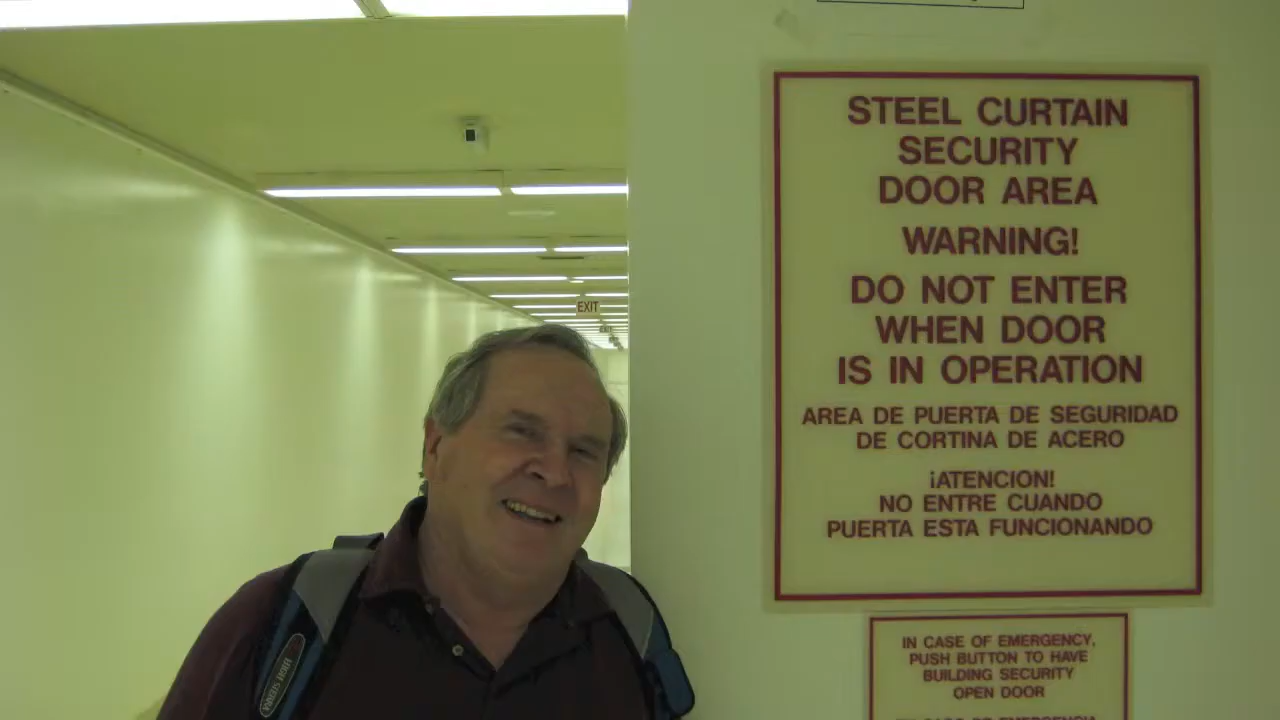 STEEL CURTAIN
SECURITY
DOOR AREA
WARNING!
DO NOT ENTER
WHEN DOOR
IS IN OPERATION
AREA DE PUERTA DE SEGURIDAD
DE CORTINA DE ACERO
¡ATENCION!
NO ENTRE CUANDO
PUERTA ESTA FUNCIONANDO
IN CASE OF EMERGENCY,
PUSH BUTTON TO HAVE
BUILDING SECURITY
OPEN DOOR
EXIT
HIGH SIERRA